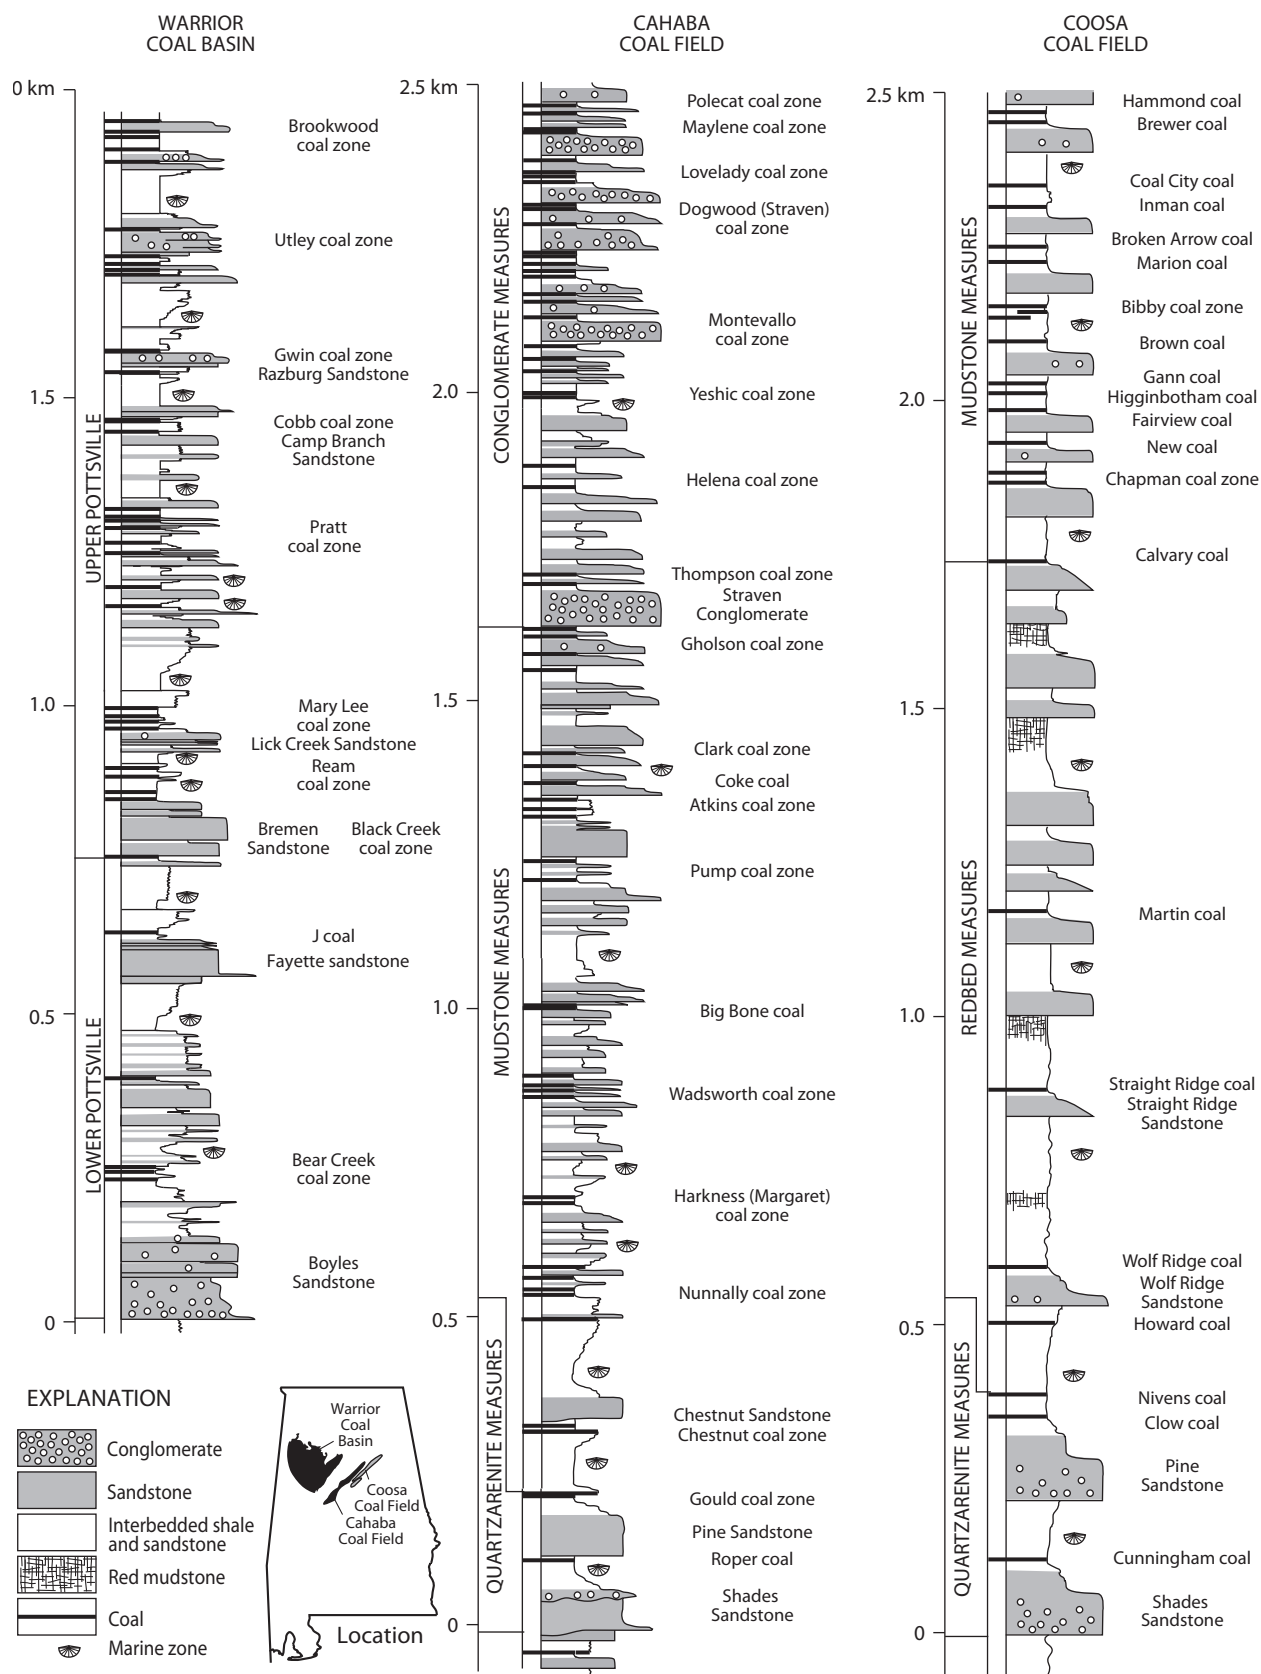 WARRIOR
COAL BASIN
0 km
1.5
1.0
0.5
0
UPPER POTTSVILLE
LOWER POTTSVILLE
Brookwood
coal zone
Utley coal zone
Gwin coal zone
Razburg Sandstone
Cobb coal zone
Camp Branch
Sandstone
Pratt
coal zone
Mary Lee
coal zone
Lick Creek Sandstone
Ream
coal zone
Bremen
Sandstone
Black Creek
coal zone
J coal
Fayette sandstone
Bear Creek
coal zone
Boyles
Sandstone
CAHABA
COAL FIELD
2.5 km
2.0
1.5
1.0
0.5
0
CONGLOMERATE MEASURES
MUDSTONE MEASURES
QUARTZARENITE MEASURES
Polecat coal zone
Maylene coal zone
Lovelady coal zone
Dogwood (Straven)
coal zone
Montevallo
coal zone
Yeshic coal zone
Helena coal zone
Thompson coal zone
Straven
Conglomerate
Gholson coal zone
Clark coal zone
Coke coal
Atkins coal zone
Pump coal zone
Big Bone coal
Wadsworth coal zone
Harkness (Margaret)
coal zone
Nunnally coal zone
Chestnut Sandstone
Chestnut coal zone
Gould coal zone
Pine Sandstone
Roper coal
Shades
Sandstone
COOSA
COAL FIELD
2.5 km
2.0
1.5
1.0
0.5
0
MUDSTONE MEASURES
REDBED MEASURES
QUARTZARENITE MEASURES
Hammond coal
Brewer coal
Coal City coal
Inman coal
Broken Arrow coal
Marion coal
Bibby coal zone
Brown coal
Gann coal
Higginbotham coal
Fairview coal
New coal
Chapman coal zone
Calvary coal
Martin coal
Straight Ridge coal
Straight Ridge
Sandstone
Wolf Ridge coal
Wolf Ridge
Sandstone
Howard coal
Nivens coal
Clow coal
Pine
Sandstone
Cunningham coal
Shades
Sandstone
EXPLANATION
Conglomerate
Sandstone
Interbedded shale
and sandstone
Red mudstone
Coal
Marine zone
Warrior
Coal
Basin
Coosa
Coal Field
Cahaba
Coal Field
Location